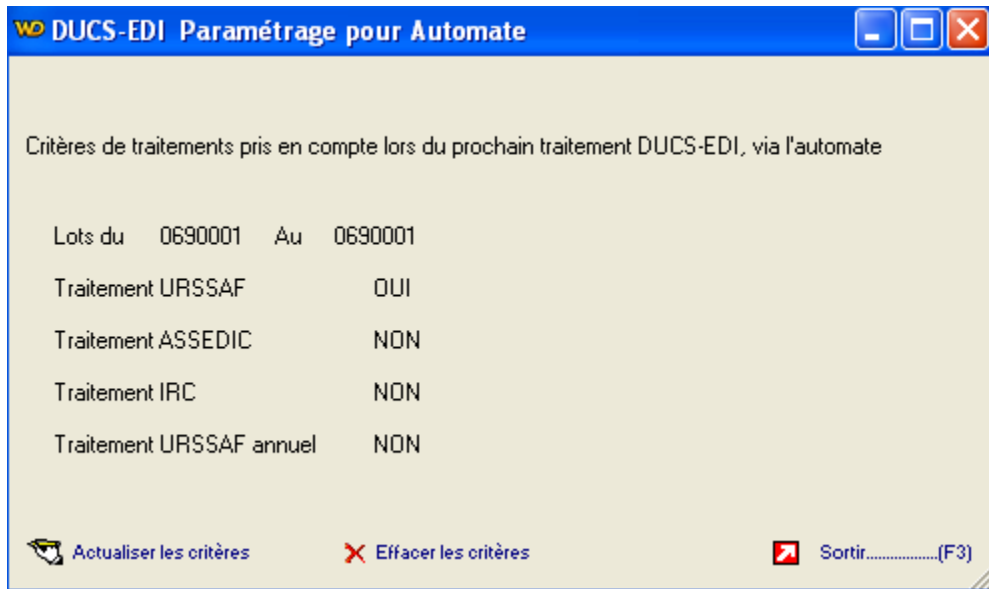 WD DUCS-EDI Paramétrage pour Automate
Critères de traitements pris en compte lors du prochain traitement DUCS-EDI, via l'automate
Lots du 0690001 Au 0690001
Traitement URSSAF OUI
Traitement ASSEDIC NON
Traitement IRC NON
Traitement URSSAF annuel NON
Actualiser les critères Effacer les critères Sortir.................(F3)